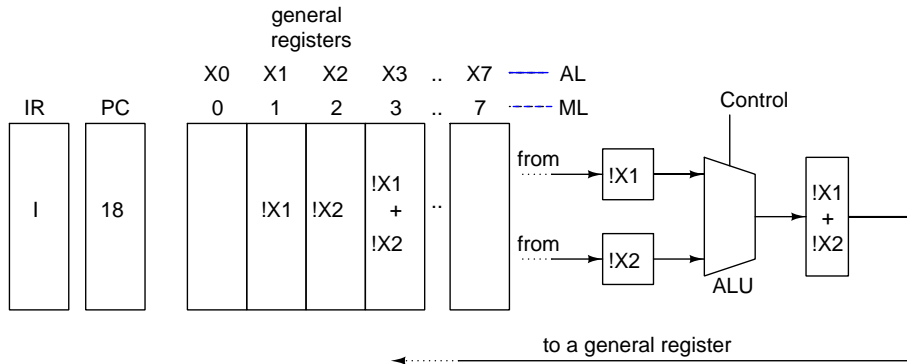 general
registers
X0 X1 X2 X3 .. X7 AL
IR PC 0 1 2 3 .. 7 ML
Control
from
I 18 !X1 !X2 !X1 + !X2 .. !X1 !X1 + !X2
from
!X2
ALU
to a general register